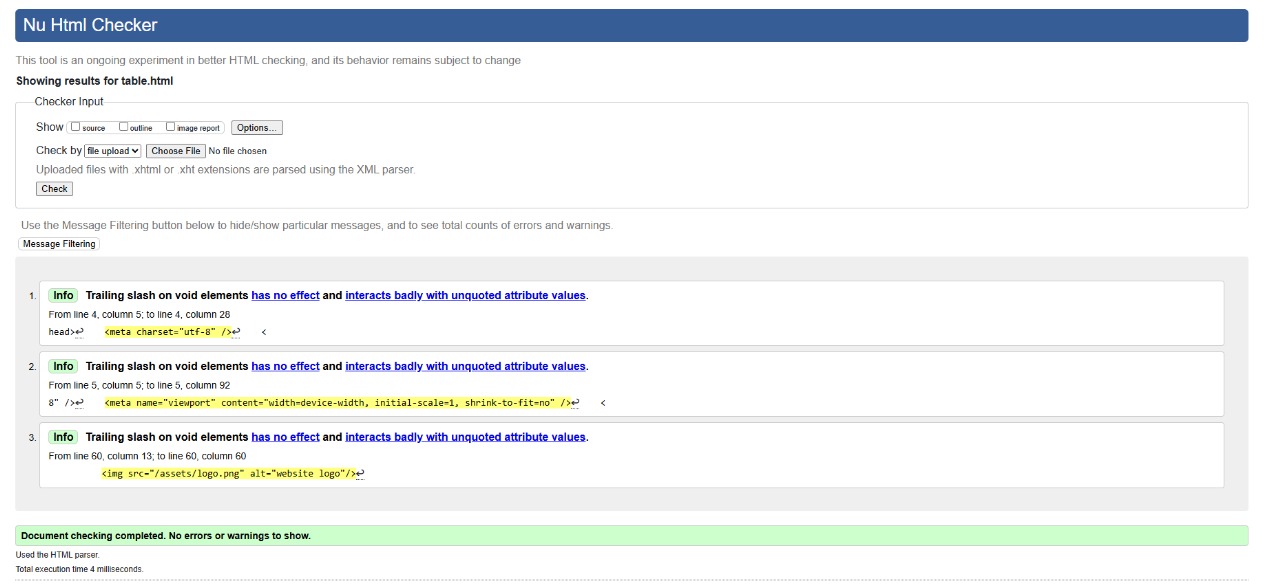 Nu Html Checker
This tool is an ongoing experiment in better HTML checking, and its behavior remains subject to change
Showing results for table.html
Checker Input
Show source outline image report Options...
Check by file upload Choose File No file chosen
Uploaded files with .xhtml or .xht extensions are parsed using the XML parser.
Check
Use the Message Filtering button below to hide/show particular messages, and to see total counts of errors and warnings.
Message Filtering
1. Info Trailing slash on void elements has no effect and interacts badly with unquoted attribute values.
From line 4, column 5; to line 4, column 28
head>↩ <meta charset="utf-8" />↩ <
2. Info Trailing slash on void elements has no effect and interacts badly with unquoted attribute values.
From line 5, column 5; to line 5, column 92
8" />↩ <meta name="viewport" content="width=device-width, initial-scale=1, shrink-to-fit=no" />↩ <
3. Info Trailing slash on void elements has no effect and interacts badly with unquoted attribute values.
From line 60, column 13; to line 60, column 60
<img src="/assets/logo.png" alt="website logo"/>↩
Document checking completed. No errors or warnings to show.
Used the HTML parser.
Total execution time 4 milliseconds.